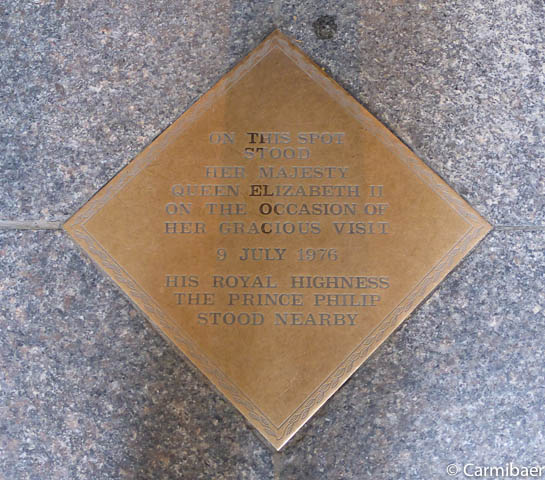 ON THIS SPOT
STOOD
HER MAJESTY
QUEEN ELIZABETH II
ON THE OCCASION OF
HER GRACIOUS VISIT
9 JULY 1976
HIS ROYAL HIGHNESS
THE PRINCE PHILIP
STOOD NEARBY
© Carmibaer